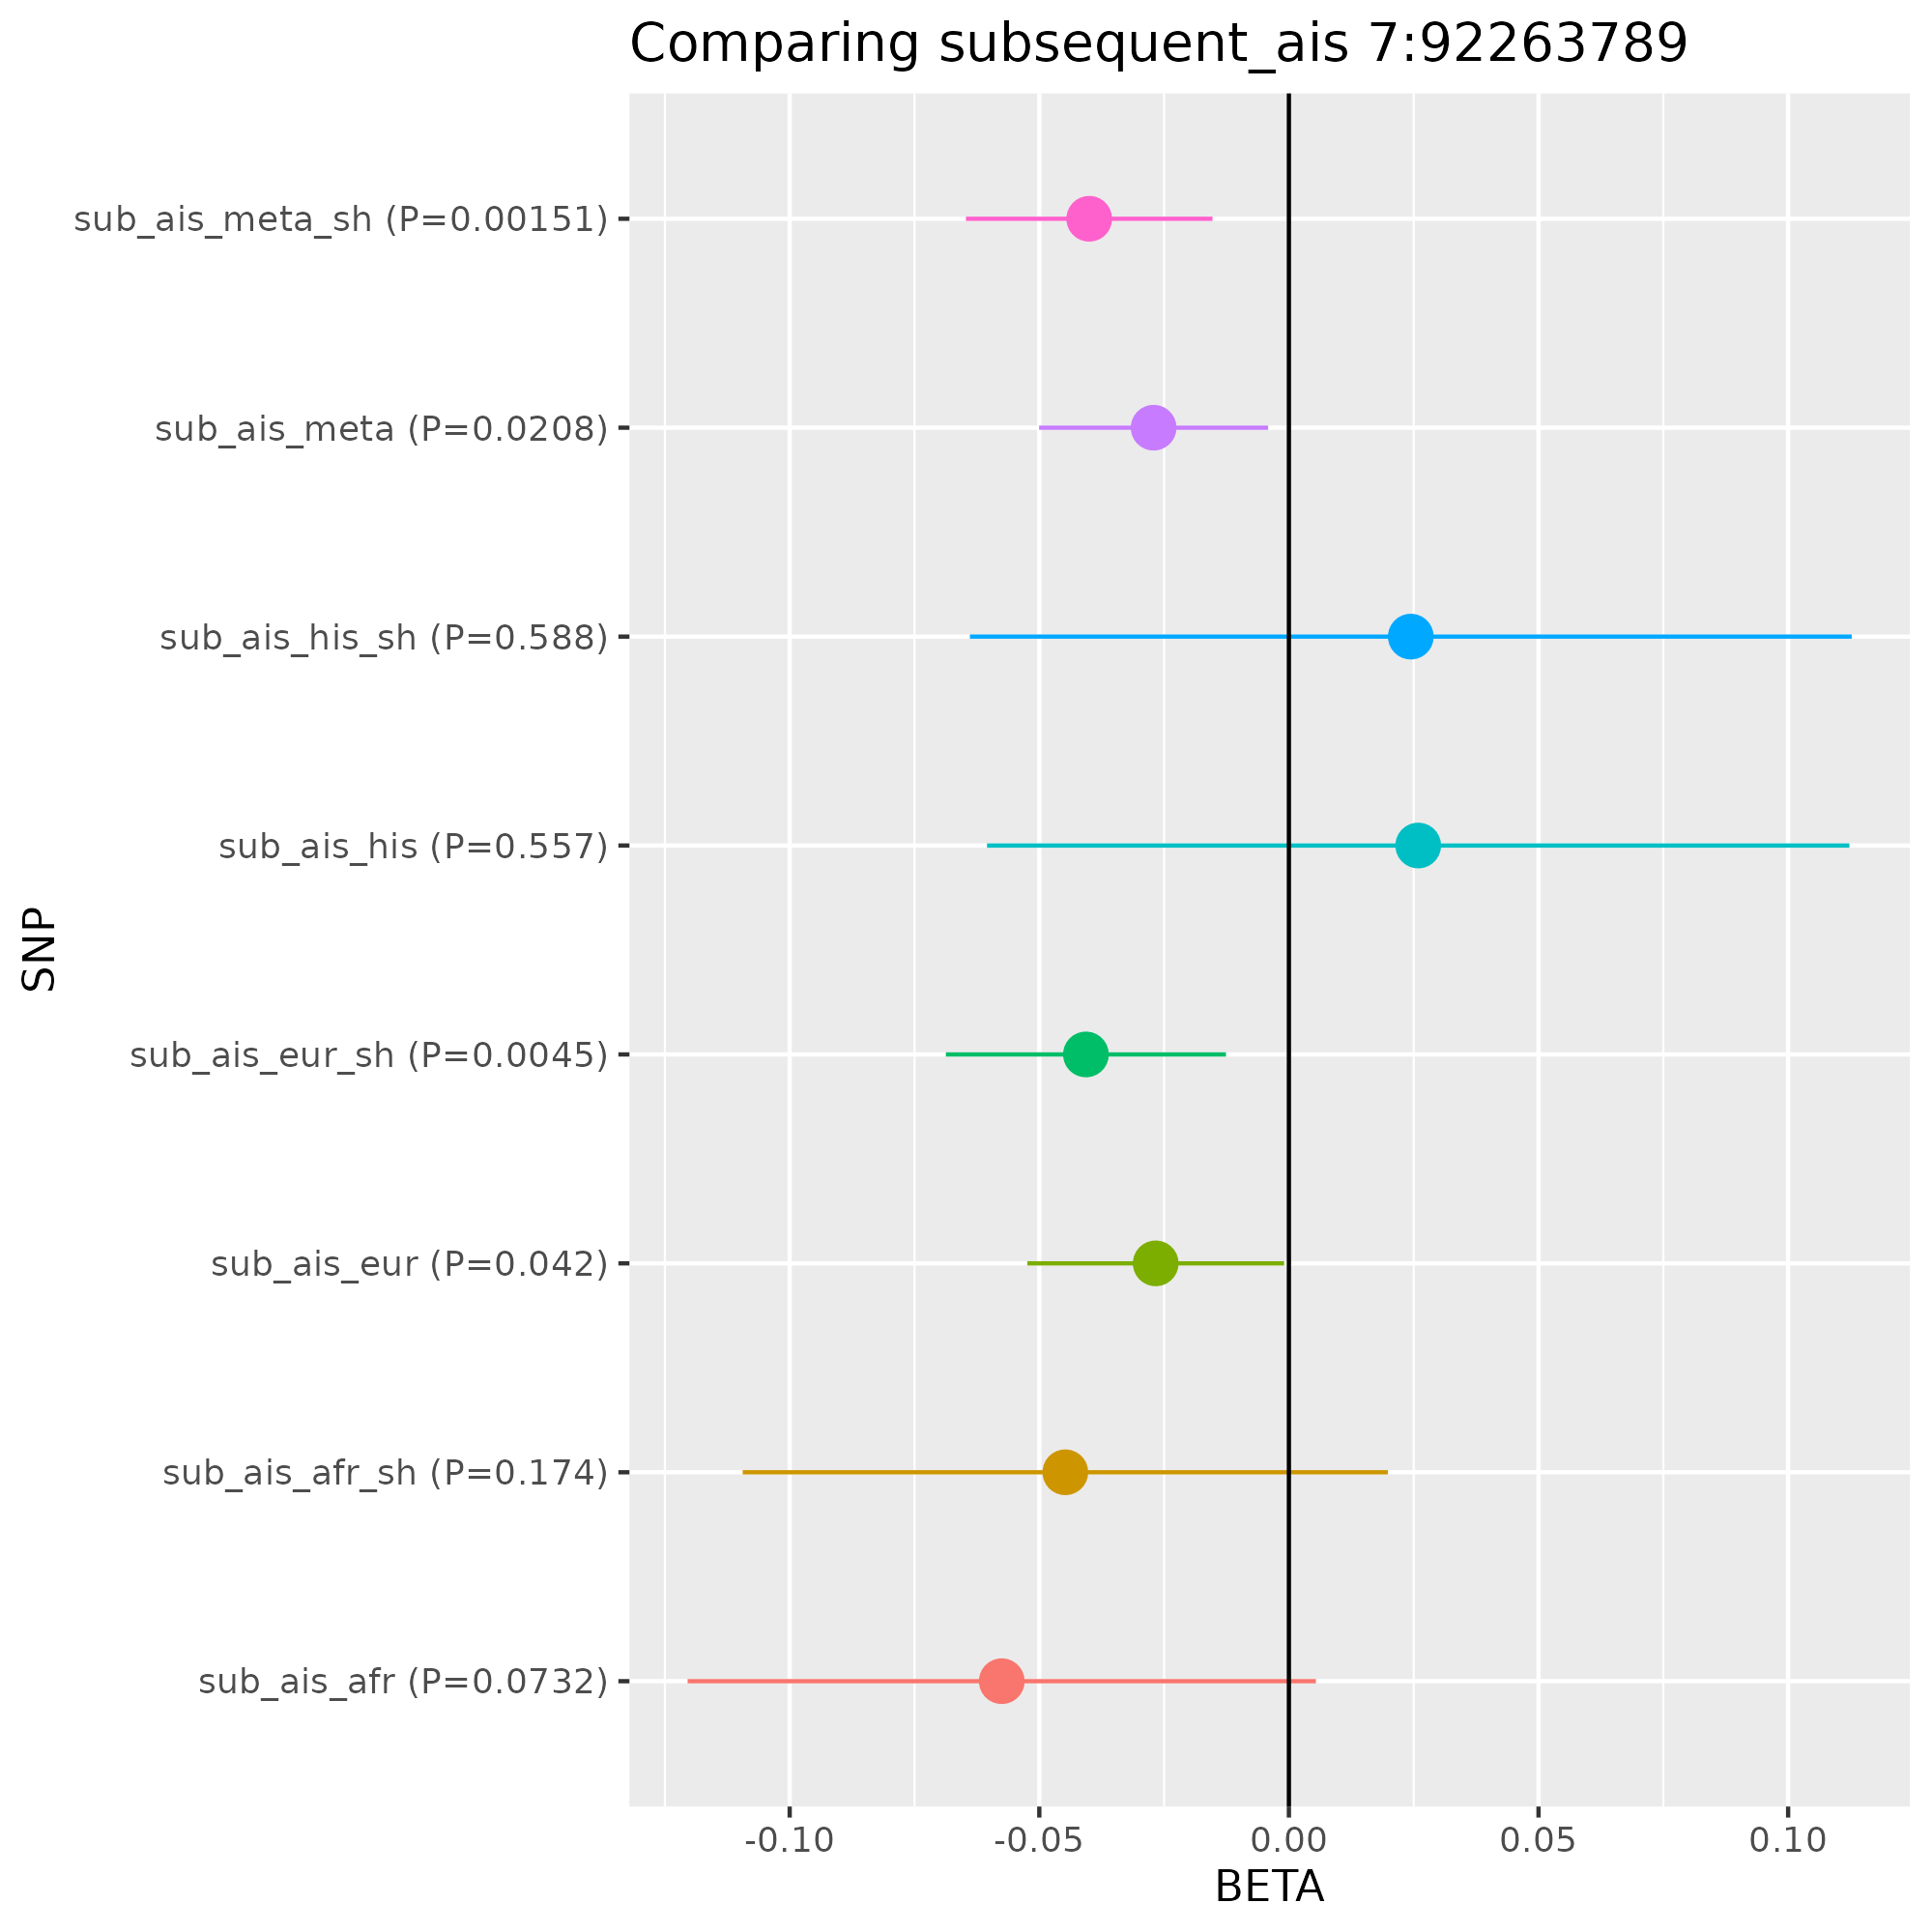 Comparing subsequent_ais 7:92263789
sub_ais_meta_sh (P=0.00151)
sub_ais_meta (P=0.0208)
sub_ais_his_sh (P=0.588)
sub_ais_his (P=0.557)
sub_ais_eur_sh (P=0.0045)
sub_ais_eur (P=0.042)
sub_ais_afr_sh (P=0.174)
sub_ais_afr (P=0.0732)
SNP
-0.10 -0.05 0.00 0.05 0.10
BETA